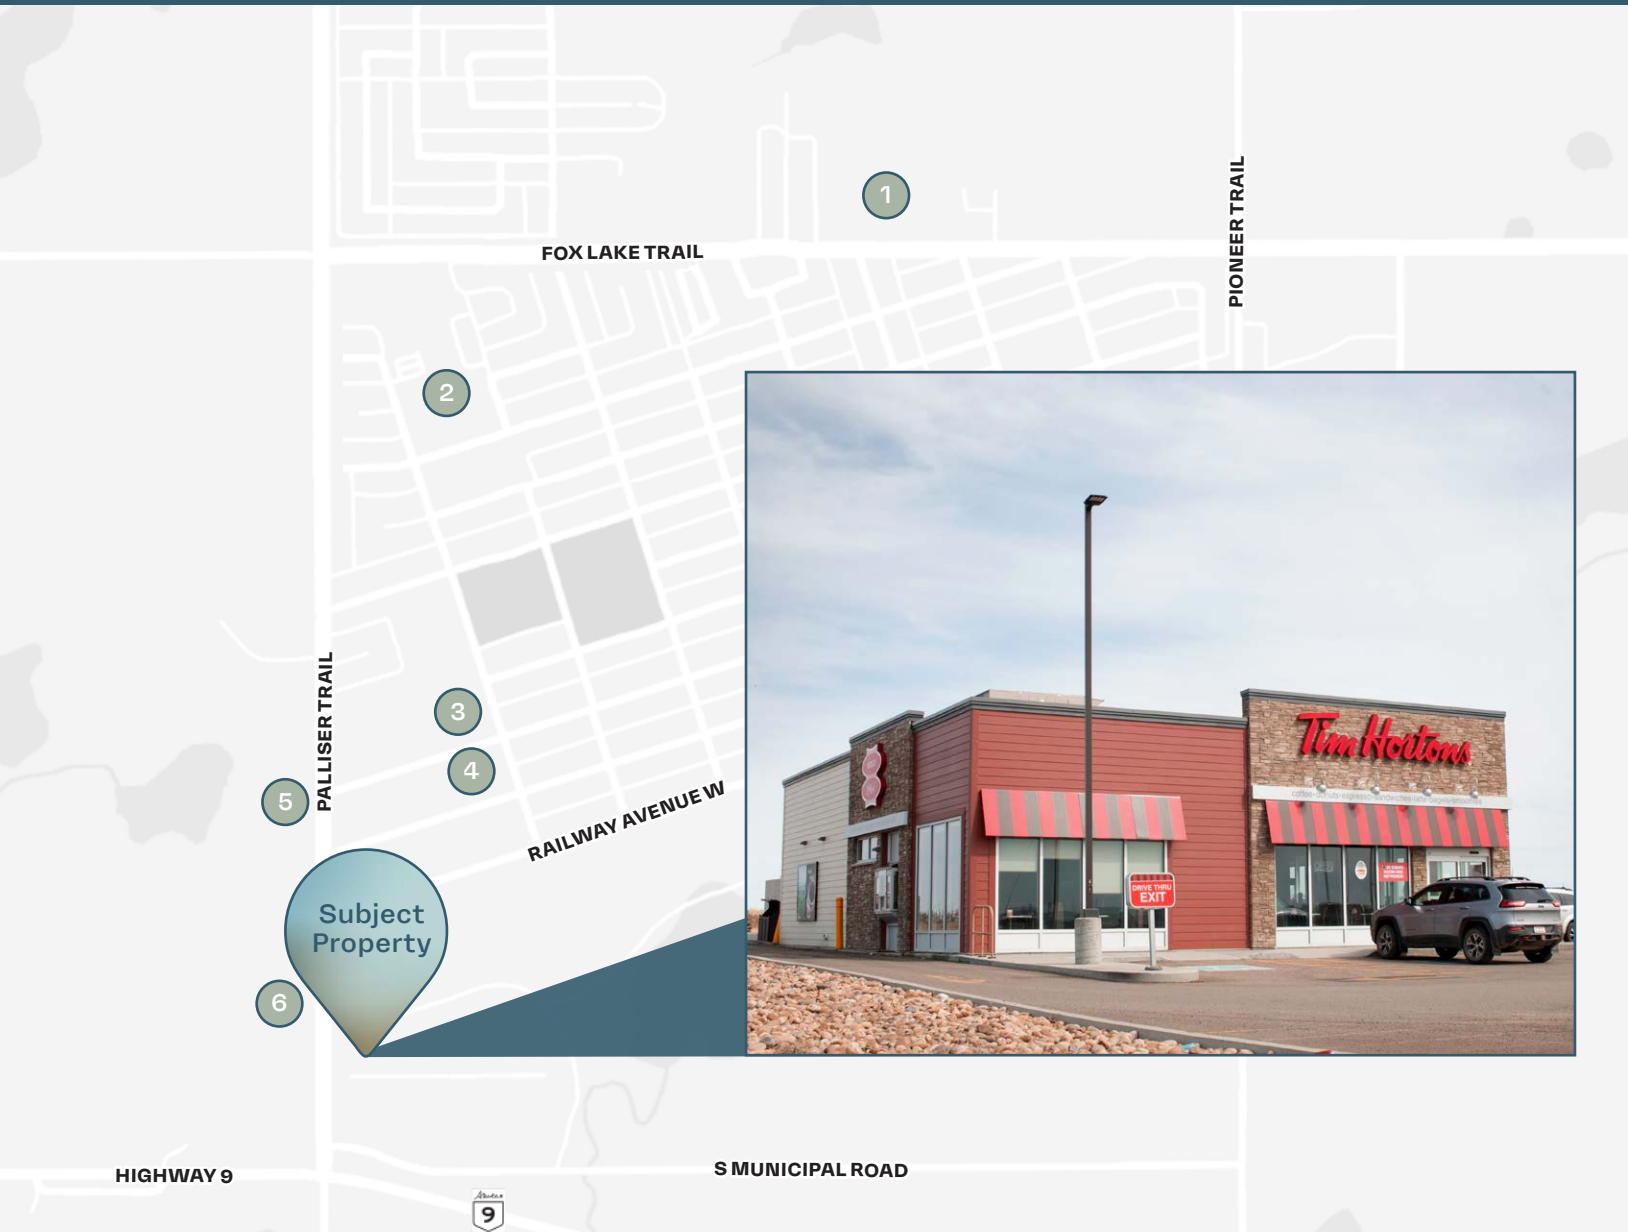 1
FOX LAKE TRAIL
PIONEER TRAIL
2
3
PALLISER TRAIL
4
5
RAILWAY AVENUE W
Subject
Property
6
Tim Hortons
DRIVE THRU
EXIT
HIGHWAY 9
S MUNICIPAL ROAD
Alberta
9